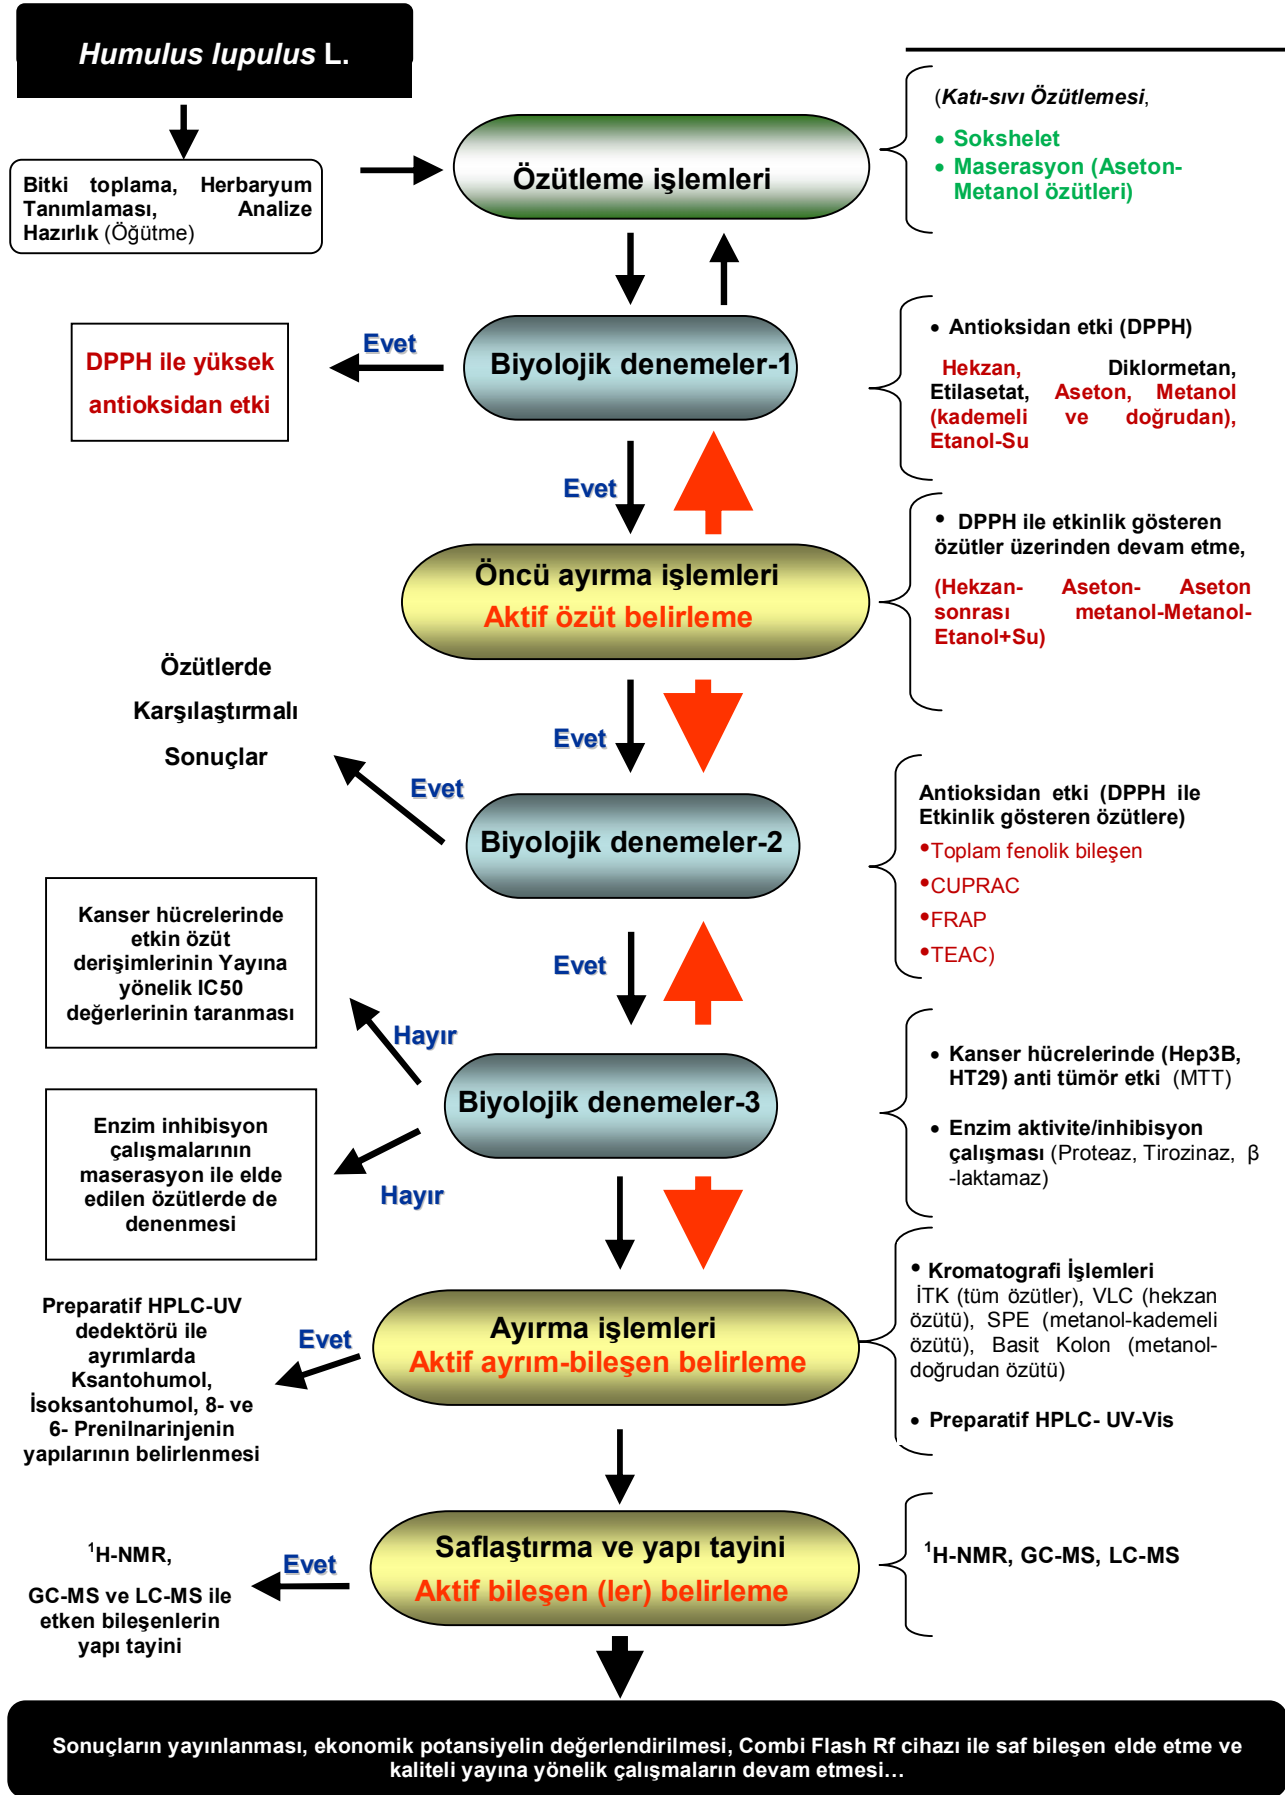 Humulus lupulus L.
Bitki toplama, Herbaryum
Tanımlaması, Analize
Hazırlık (Öğütme)
Özütleme işlemleri
(Katı-sıvı Özütlemesi,
• Sokshelet
• Maserasyon (Aseton-
Metanol özütleri)
DPPH ile yüksek
antioksidan etki
Evet
Biyolojik denemeler-1
• Antioksidan etki (DPPH)
Hekzan, Diklormetan,
Etilasetat, Aseton, Metanol
(kademeli ve doğrudan),
Etanol-Su
Evet
Öncü ayırma işlemleri
Aktif özüt belirleme
• DPPH ile etkinlik gösteren
özütler üzerinden devam etme,
(Hekzan- Aseton- Aseton
sonrası metanol-Metanol-
Etanol+Su)
Özütlerde
Karşılaştırmalı
Sonuçlar
Evet
Evet
Biyolojik denemeler-2
Antioksidan etki (DPPH ile
Etkinlik gösteren özütlere)
•Toplam fenolik bileşen
•CUPRAC
•FRAP
•TEAC)
Kanser hücrelerinde
etkin özüt
derişimlerinin Yayına
yönelik IC50
değerlerinin taranması
Evet
Hayır
Biyolojik denemeler-3
• Kanser hücrelerinde (Hep3B,
HT29) anti tümör etki (MTT)
• Enzim aktivite/inhibisyon
çalışması (Proteaz, Tirozinaz, β
-laktamaz)
Enzim inhibisyon
çalışmalarının
maserasyon ile elde
edilen özütlerde de
denenmesi
Hayır
Preparatif HPLC-UV
dedektörü ile
ayrımlarda
Ksantohumol,
İsoksantohumol, 8- ve
6- Prenilnarinjenin
yapılarının belirlenmesi
Evet
Ayırma işlemleri
Aktif ayrım-bileşen belirleme
• Kromatografi İşlemleri
İTK (tüm özütler), VLC (hekzan
özütü), SPE (metanol-kademeli
özütü), Basit Kolon (metanol-
doğrudan özütü)
• Preparatif HPLC- UV-Vis
¹H-NMR,
GC-MS ve LC-MS ile
etken bileşenlerin
yapı tayini
Evet
Saflaştırma ve yapı tayini
Aktif bileşen (ler) belirleme
¹H-NMR, GC-MS, LC-MS
Sonuçların yayınlanması, ekonomik potansiyelin değerlendirilmesi, Combi Flash Rf cihazı ile saf bileşen elde etme ve
kaliteli yayına yönelik çalışmaların devam etmesi…